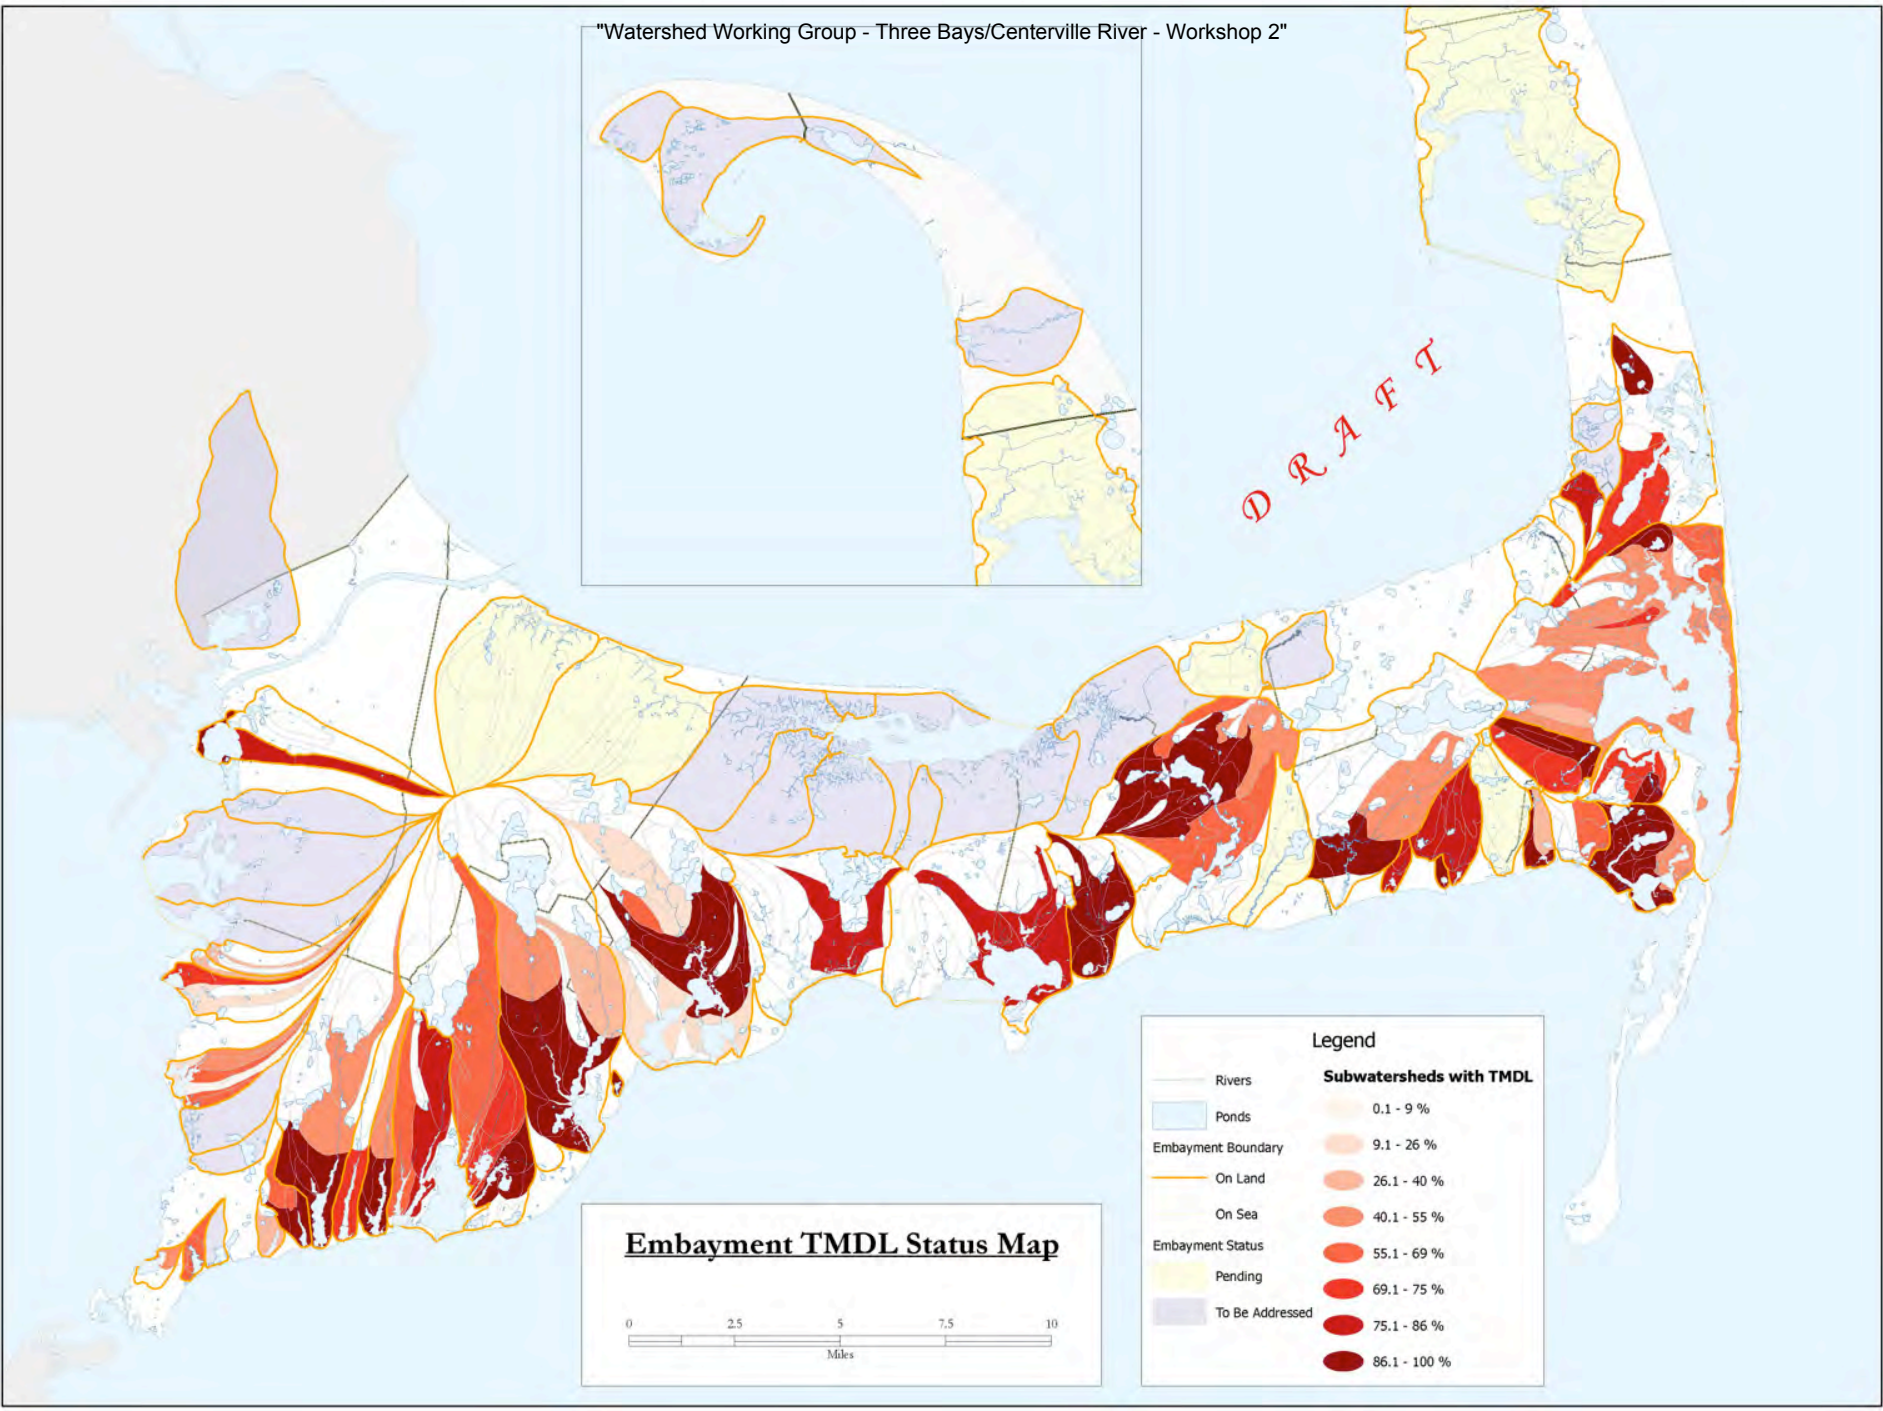 "Watershed Working Group - Three Bays/Centerville River - Workshop 2"
DRAFT
Legend
Rivers
Ponds
Embayment Boundary
On Land
On Sea
Embayment Status
Pending
To Be Addressed
Subwatersheds with TMDL
0.1 - 9 %
9.1 - 26 %
26.1 - 40 %
40.1 - 55 %
55.1 - 69 %
69.1 - 75 %
75.1 - 86 %
86.1 - 100 %
Embayment TMDL Status Map
0 2.5 5 7.5 10
Miles